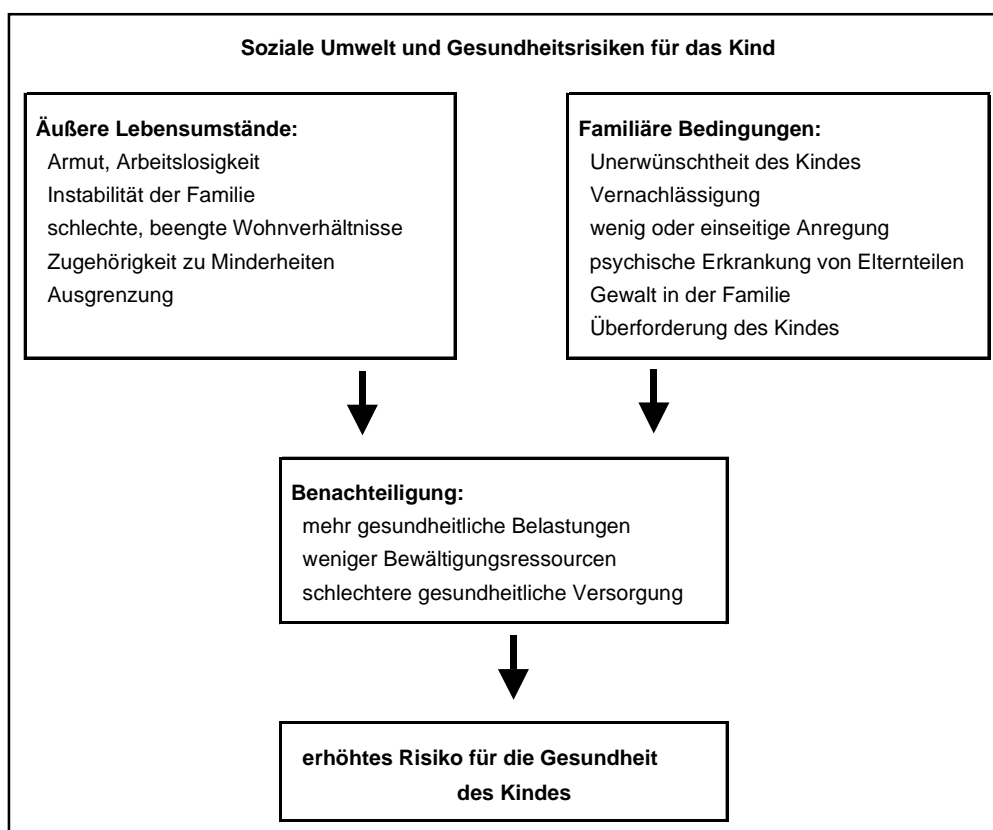 Soziale Umwelt und Gesundheitsrisiken für das Kind
Äußere Lebensumstände:
Armut, Arbeitslosigkeit
Instabilität der Familie
schlechte, beengte Wohnverhältnisse
Zugehörigkeit zu Minderheiten
Ausgrenzung
Familiäre Bedingungen:
Unerwünschtheit des Kindes
Vernachlässigung
wenig oder einseitige Anregung
psychische Erkrankung von Elternteilen
Gewalt in der Familie
Überforderung des Kindes
Benachteiligung:
mehr gesundheitliche Belastungen
weniger Bewältigungsressourcen
schlechtere gesundheitliche Versorgung
erhöhtes Risiko für die Gesundheit
des Kindes